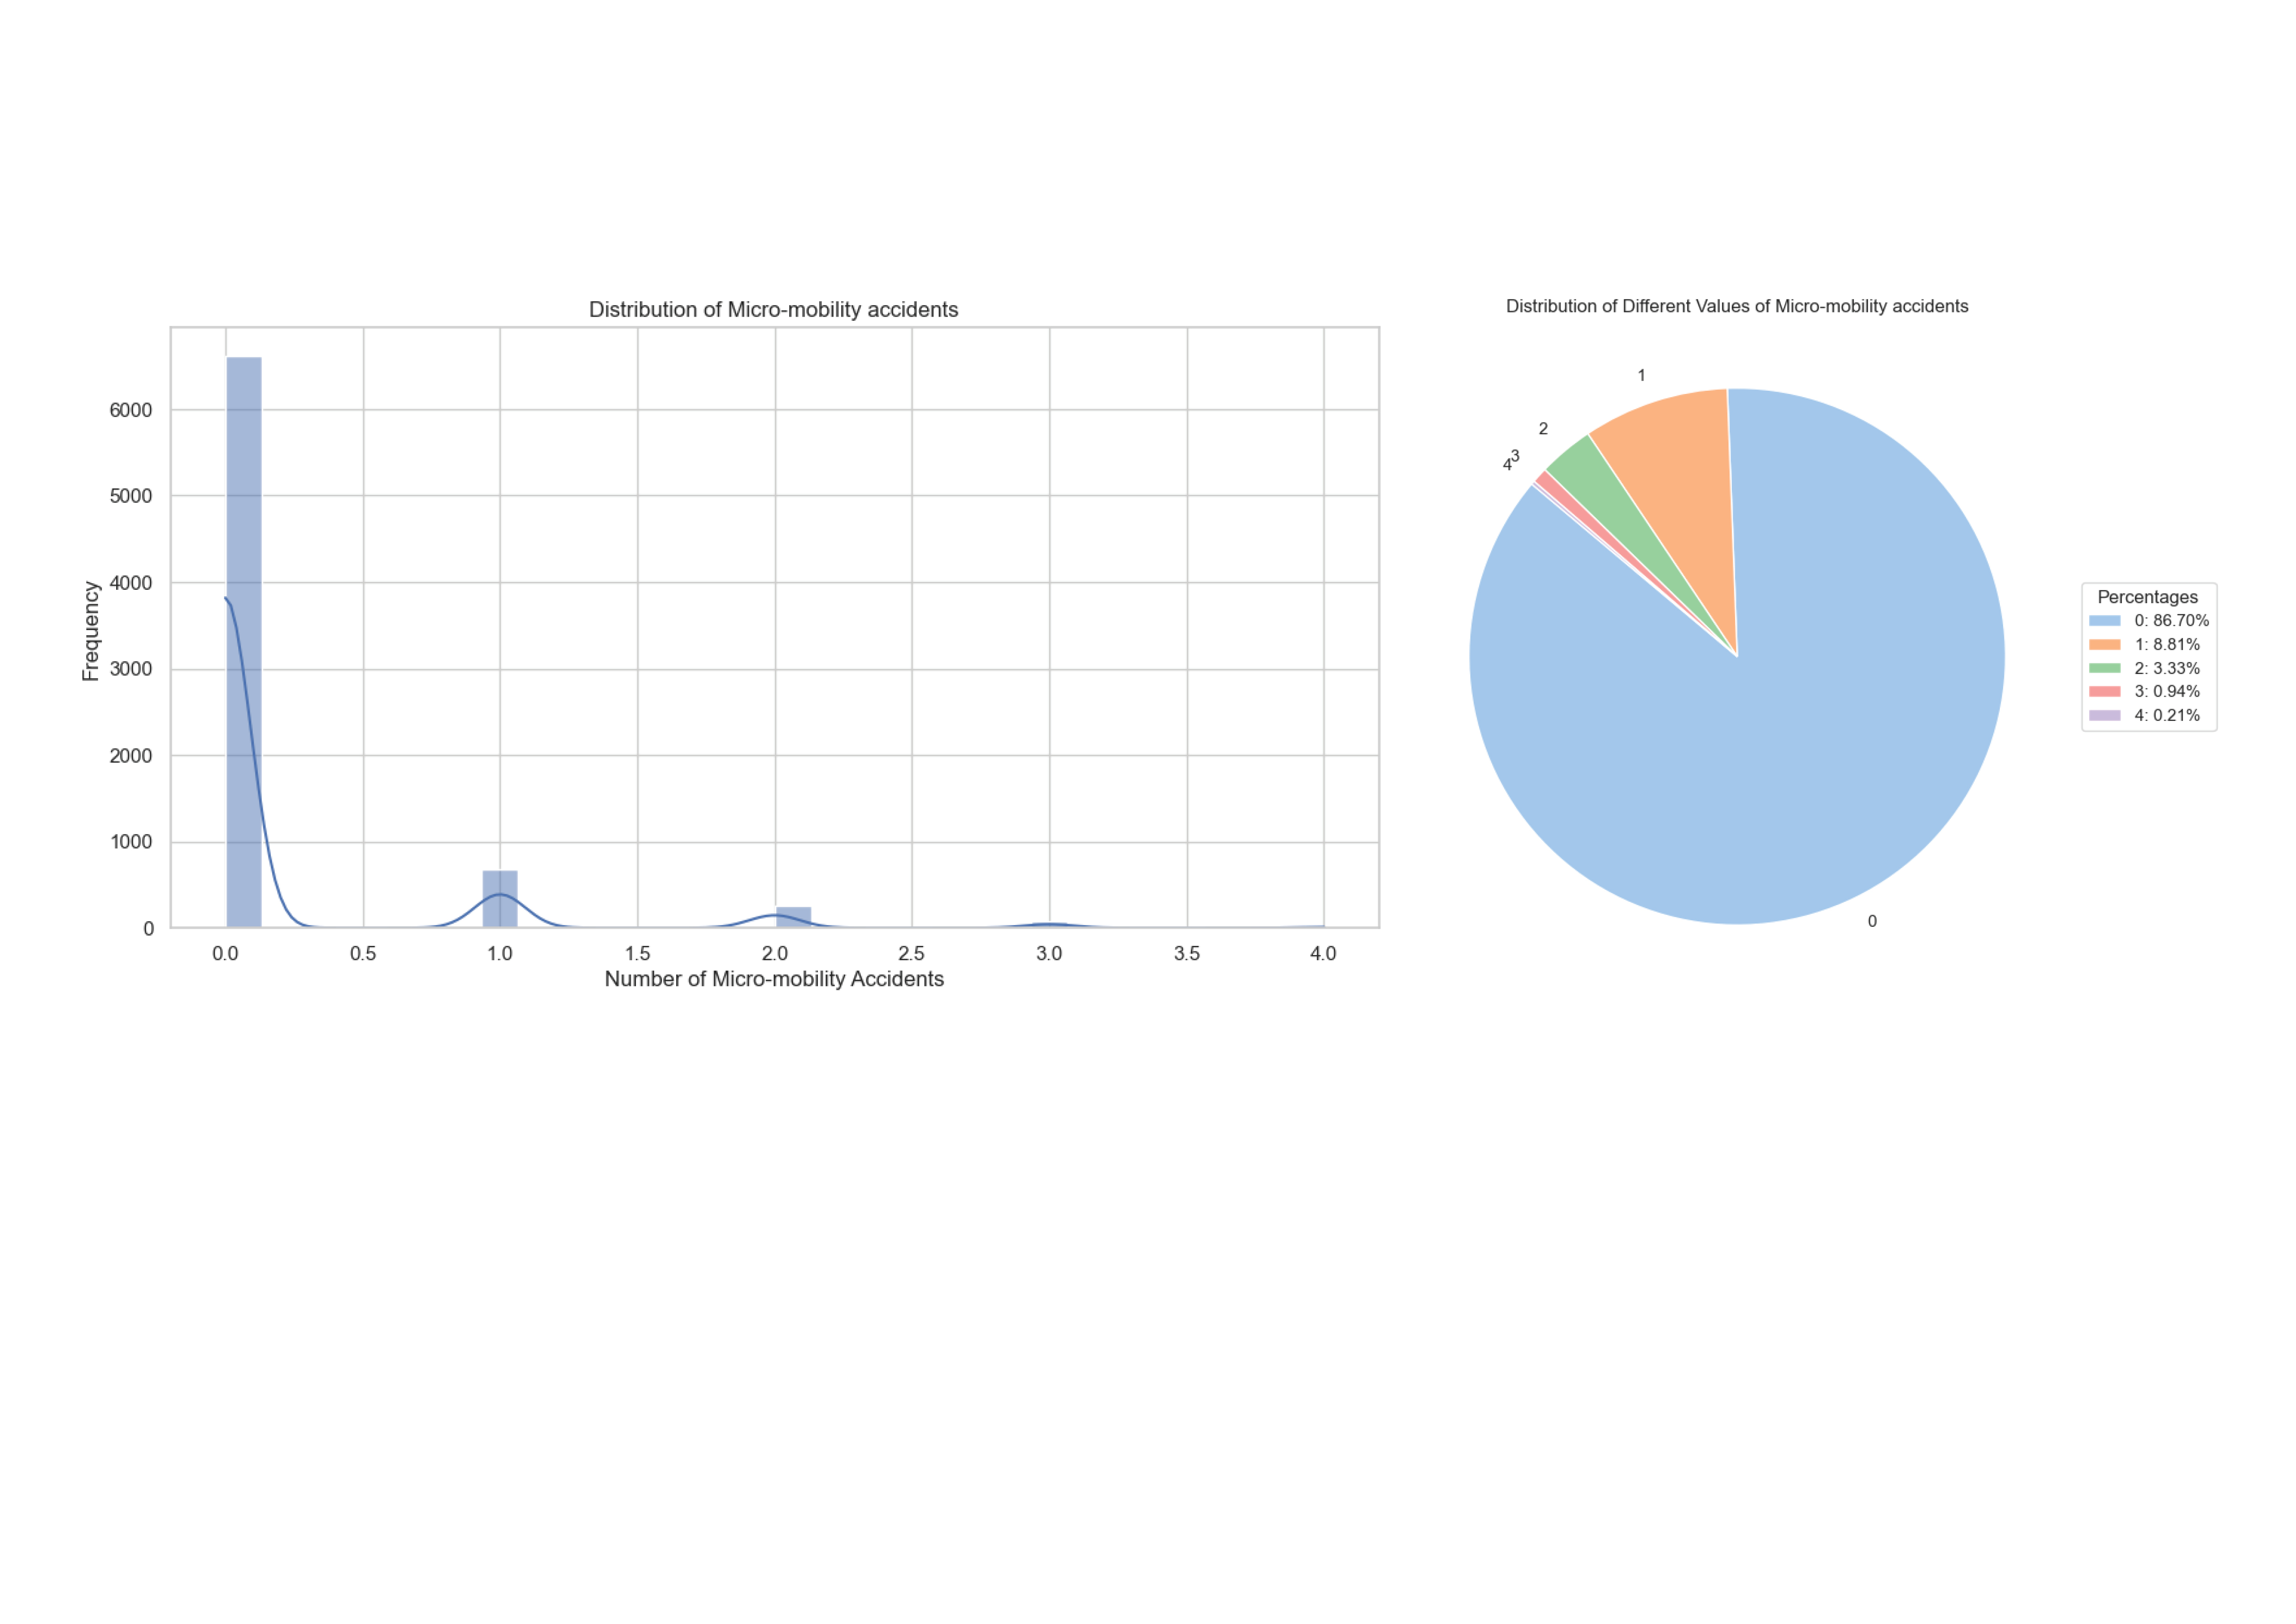 Distribution of Micro-mobility accidents
6000
5000
4000
3000
2000
1000
0
Frequency
0.0 0.5 1.0 1.5 2.0 2.5 3.0 3.5 4.0
Number of Micro-mobility Accidents
Distribution of Different Values of Micro-mobility accidents
1
2
3
4
0
Percentages
0: 86.70%
1: 8.81%
2: 3.33%
3: 0.94%
4: 0.21%